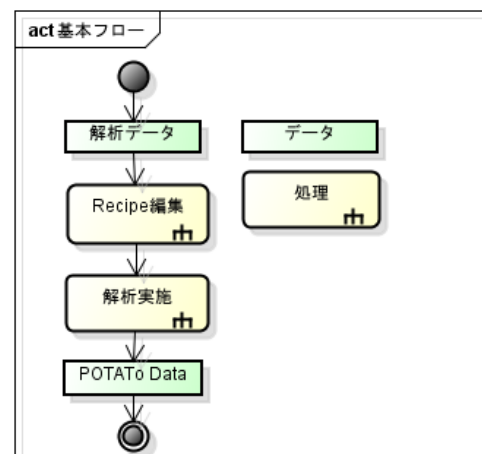 act 基本フロー
解析データ
データ
Recipe編集
処理
解析実施
POTATo Data